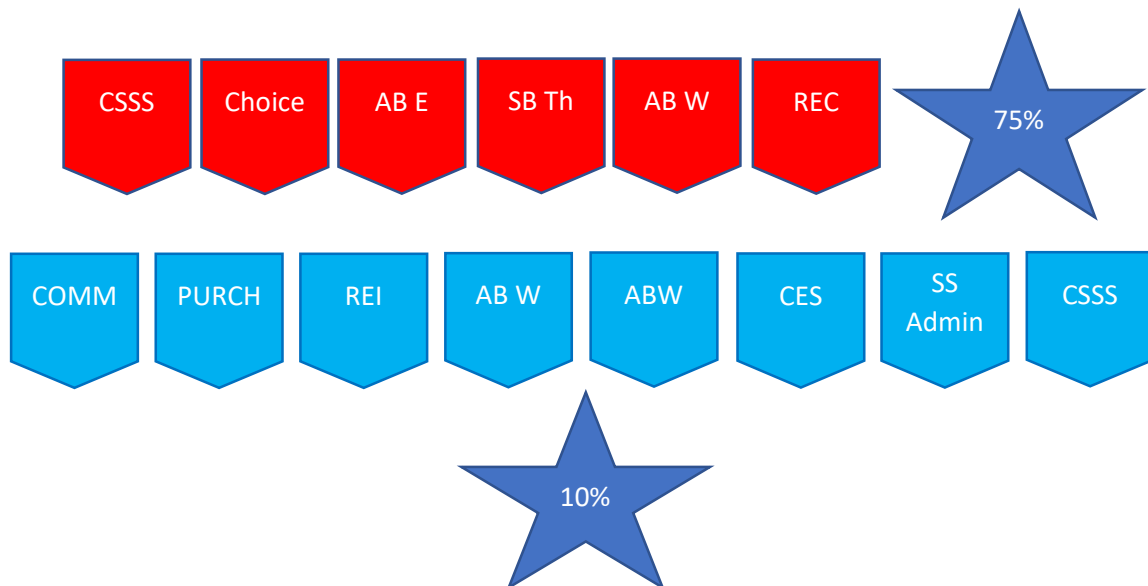 CSSS
Choice
AB E
SB Th
AB W
REC
75%
COMM
PURCH
REI
AB W
ABW
CES
SS
Admin
CSSS
10%